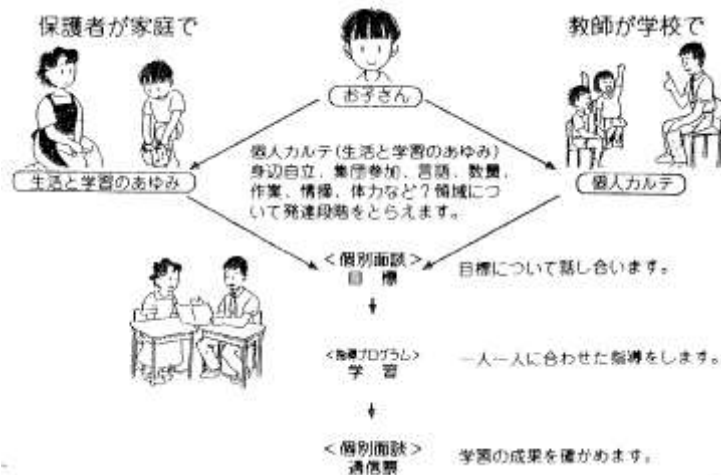 保護者が家庭で
教師が学校で
お子さん
生活と学習のあゆみ
個人カルテ(生活と学習のあゆみ)
身辺自立、集団参加、言語、数量、
作業、情操、体力など7領域につ
いて発達段階をとらえます。
個人カルテ
<個別面談>
目標
目標について話し合います。
<指導プログラム>
学習
一人一人に合わせた指導をします。
<個別面談>
通信票
学習の成果を確かめます。